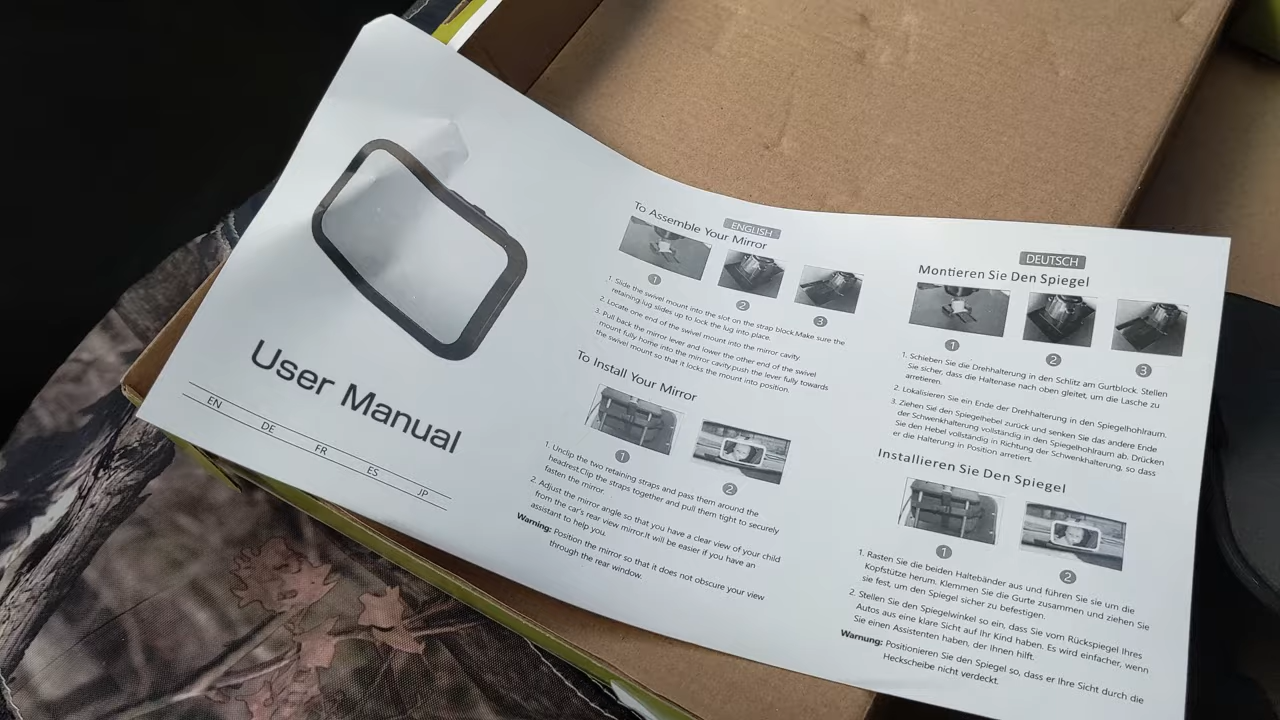 User Manual
EN
DE
FR
ES
JP
ENGLISH
To Assemble Your Mirror
1
2
3
1. Slide the swivel mount into the slot on the strap block.Make sure the
retaining lug slides up to lock the lug into place.
2. Locate one end of the swivel mount into the mirror cavity.
3. Pull back the mirror lever and lower the other end of the swivel
mount fully home into the mirror cavity.push the lever fully towards
the swivel mount so that it locks the mount into position.
To Install Your Mirror
1
2
1. Unclip the two retaining straps and pass them around the
headrest.Clip the straps together and pull them tight to securely
fasten the mirror.
2. Adjust the mirror angle so that you have a clear view of your child
from the car's rear view mirror.It will be easier if you have an
assistant to help you.
Warning: Position the mirror so that it does not obscure your view
through the rear window.
DEUTSCH
Montieren Sie Den Spiegel
1
2
3
1. Schieben Sie die Drehhalterung in den Schlitz am Gurtblock. Stellen
Sie sicher, dass die Haltenase nach oben gleitet, um die Lasche zu
arretieren.
2. Lokalisieren Sie ein Ende der Drehhalterung in den Spiegelhohlraum.
3. Ziehen Sie den Spiegelhebel zurück und senken Sie das andere Ende
der Schwenkhalterung vollständig in den Spiegelhohlraum ab. Drücken
Sie den Hebel vollständig in Richtung der Schwenkhalterung, so dass
er die Halterung in Position arretiert.
Installieren Sie Den Spiegel
1
2
1. Rasten Sie die beiden Haltebänder aus und führen Sie sie um die
Kopfstütze herum. Klemmen Sie die Gurte zusammen und ziehen Sie
sie fest, um den Spiegel sicher zu befestigen.
2. Stellen Sie den Spiegelwinkel so ein, dass Sie vom Rückspiegel Ihres
Autos aus eine klare Sicht auf Ihr Kind haben. Es wird einfacher, wenn
Sie einen Assistenten haben, der Ihnen hilft.
Warnung: Positionieren Sie den Spiegel so, dass er Ihre Sicht durch die
Heckscheibe nicht verdeckt.